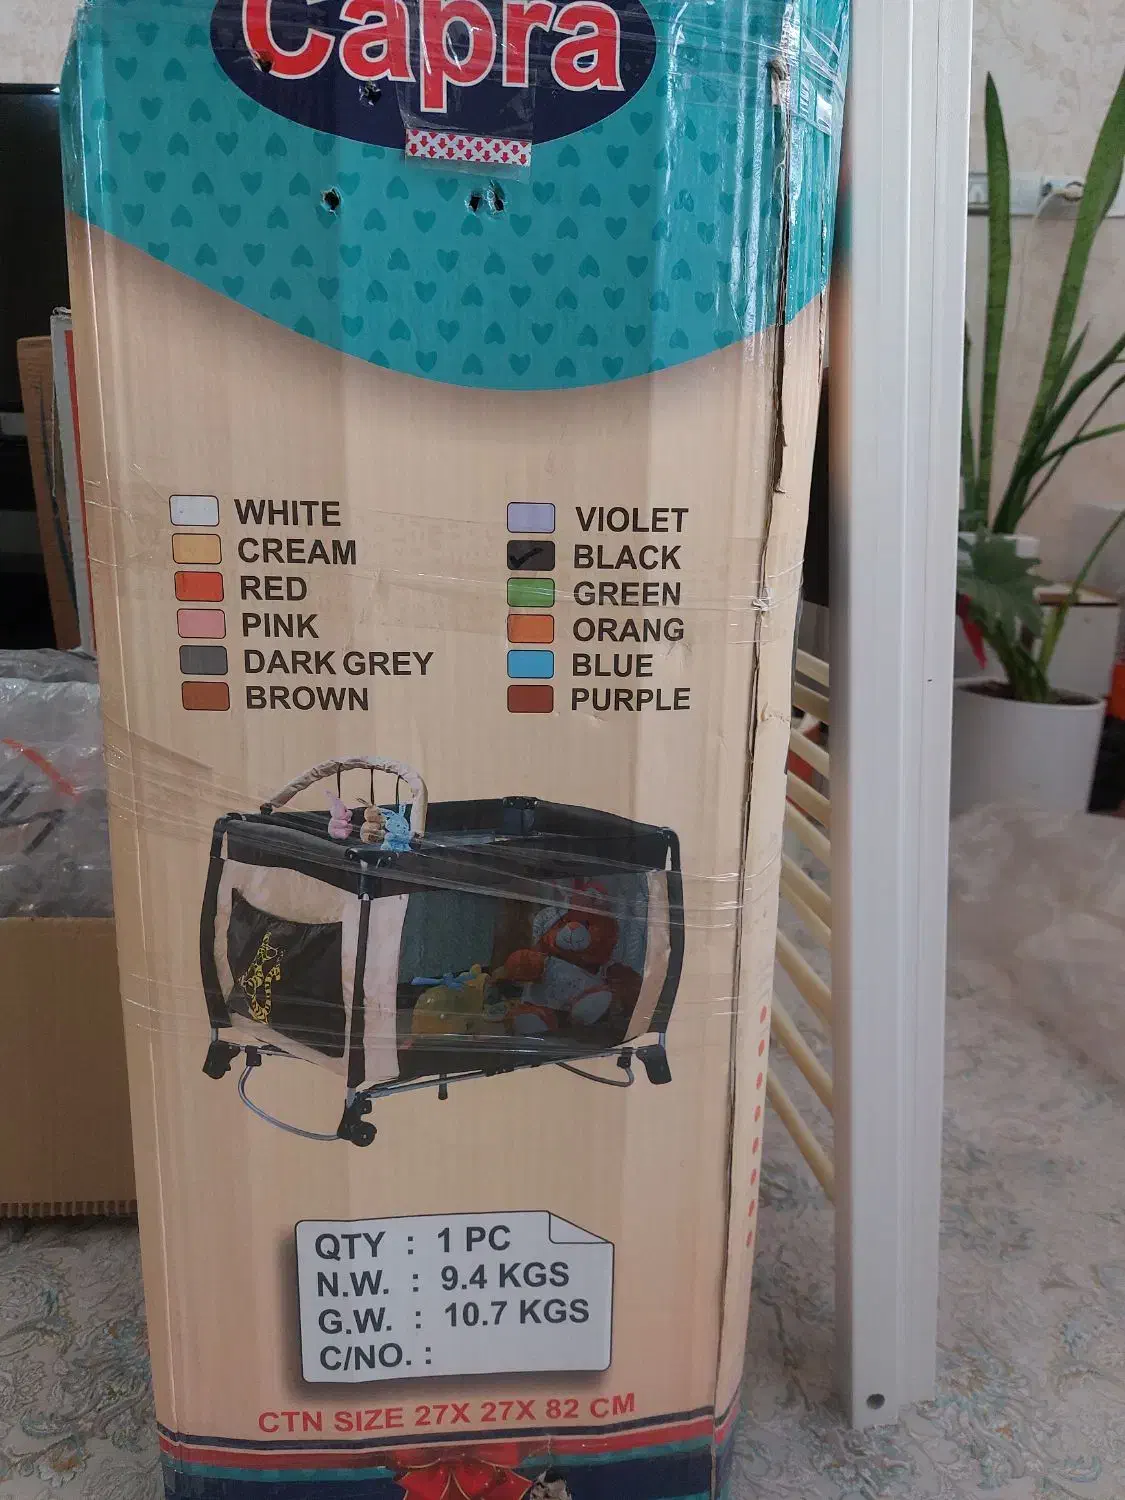 Capra
WHITE
CREAM
RED
PINK
DARK GREY
BROWN
VIOLET
BLACK
GREEN
ORANG
BLUE
PURPLE
QTY : 1 PC
N.W. : 9.4 KGS
G.W. : 10.7 KGS
C/NO. :
CTN SIZE 27X 27X 82 CM